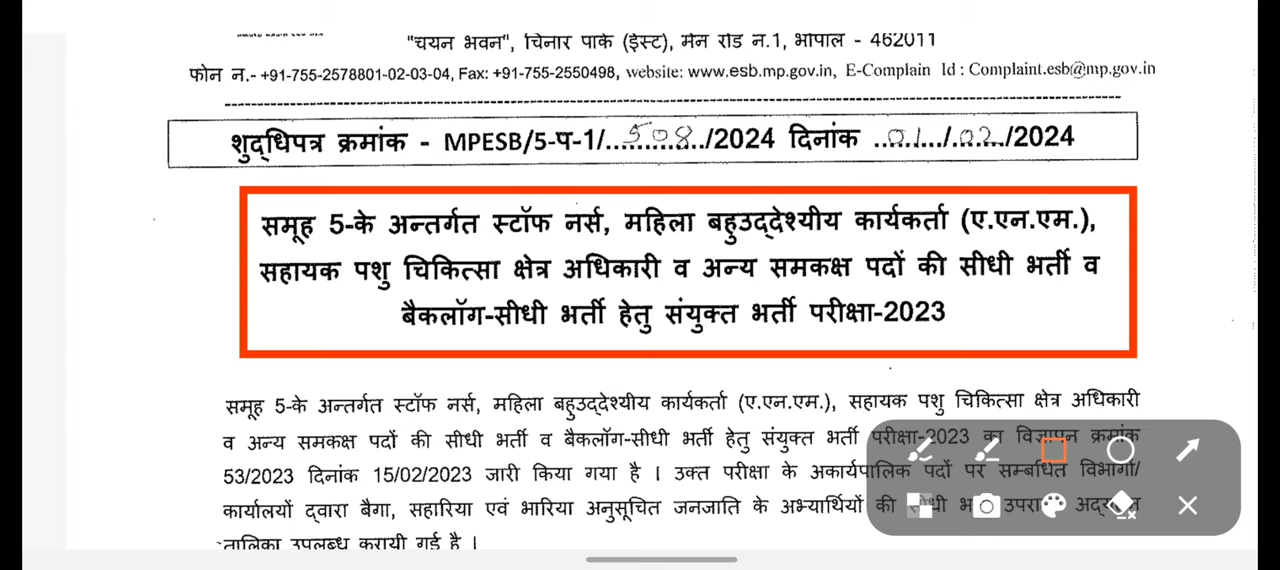 "चयन भवन", चिनार पार्क (ईस्ट), मेन रोड न.1, भोपाल - 462011
फोन न.- +91-755-2578801-02-03-04, Fax: +91-755-2550498, website: www.esb.mp.gov.in, E-Complain Id : Complaint.esb@mp.gov.in
शुद्धिपत्र क्रमांक - MPESB/5-प-1/....508../2024 दिनांक ..01../.02../2024
समूह 5-के अन्तर्गत स्टॉफ नर्स, महिला बहुउद्देश्यीय कार्यकर्ता (ए.एन.एम.),
सहायक पशु चिकित्सा क्षेत्र अधिकारी व अन्य समकक्ष पदों की सीधी भर्ती व
बैकलॉग-सीधी भर्ती हेतु संयुक्त भर्ती परीक्षा-2023
समूह 5-के अन्तर्गत स्टॉफ नर्स, महिला बहुउद्देश्यीय कार्यकर्ता (ए.एन.एम.), सहायक पशु चिकित्सा क्षेत्र अधिकारी
व अन्य समकक्ष पदों की सीधी भर्ती व बैकलॉग-सीधी भर्ती हेतु संयुक्त भर्ती परीक्षा-2023 का विज्ञापन क्रमांक
53/2023 दिनांक 15/02/2023 जारी किया गया है । उक्त परीक्षा के अकार्यपालिक पदों पर सम्बंधित विभागों/
कार्यालयों द्वारा बैगा, सहारिया एवं भारिया अनुसूचित जनजाति के अभ्यार्थियों की सीधी उपरांत
तालिका उपलब्ध करायी गई है ।